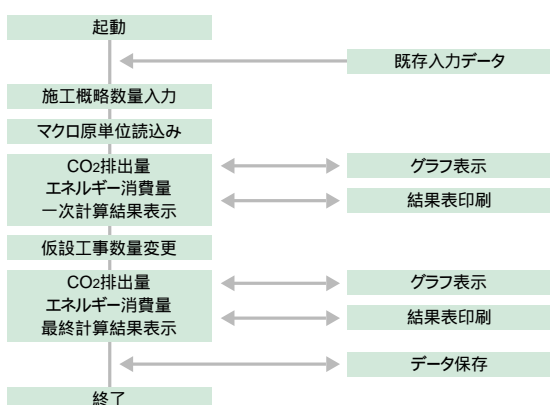 起動
既存入力データ
施工概略数量入力
マクロ原単位読込み
CO2排出量
エネルギー消費量
一次計算結果表示
グラフ表示
結果表印刷
仮設工事数量変更
CO2排出量
エネルギー消費量
最終計算結果表示
グラフ表示
結果表印刷
データ保存
終了